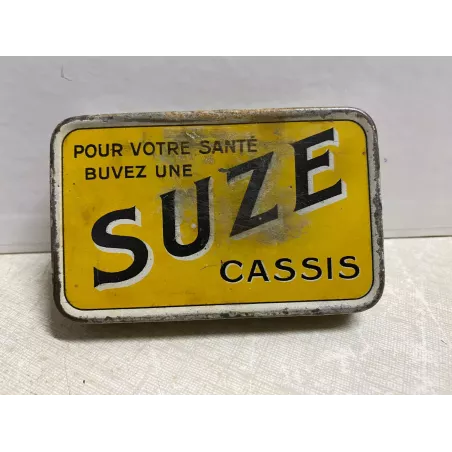 POUR VOTRE SANTÉ
BUVEZ UNE
SUZE
CASSIS